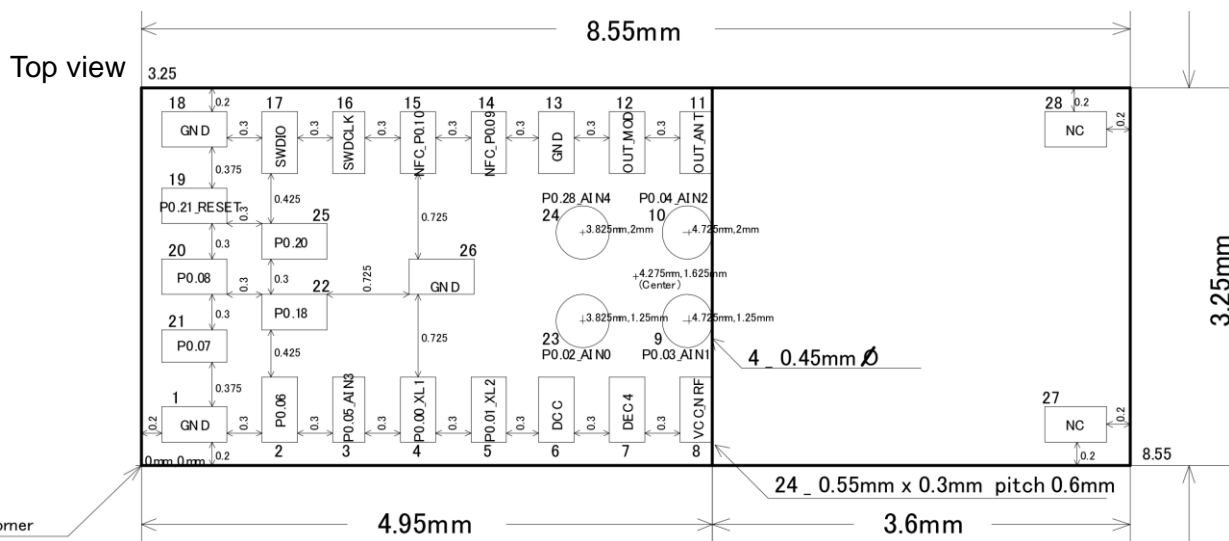 8.55mm
Top view
3.25
18 17 16 15 14 13 12 11 28
0.2 0.2
GND 0.3 SWDIO 0.3 SWDCLK 0.3 NFC_P0.10 0.3 NFC_P0.09 0.3 GND 0.3 OUT_MOD 0.3 OUT_ANT NC 0.2
0.375
19
P0.21_RESET 0.3
0.425
25
P0.20
0.725
P0.28_AIN4 P0.04_AIN2
24 10
3.825mm,2mm 4.725mm,2mm
0.3
20
P0.08 0.3
0.3
22
0.725
26
GND
4.275mm,1.625mm
(Center)
3.25mm
P0.18
0.3
21
P0.07
3.825mm,1.25mm 4.725mm,1.25mm
23 9
P0.02_AIN0 P0.03_AIN1
0.425
0.725
4 _ 0.45mm Ø
0.375
1 27
0.2 GND 0.3 P0.06 0.3 P0.05_AIN3 0.3 P0.00_XL1 0.3 P0.01_XL2 0.3 DCC 0.3 DEC4 0.3 VCC_NRF NC 0.2
0mm,0mm 0.2 2 3 4 5 6 7 8 0.2 8.55
24 _ 0.55mm x 0.3mm pitch 0.6mm
orner
4.95mm 3.6mm